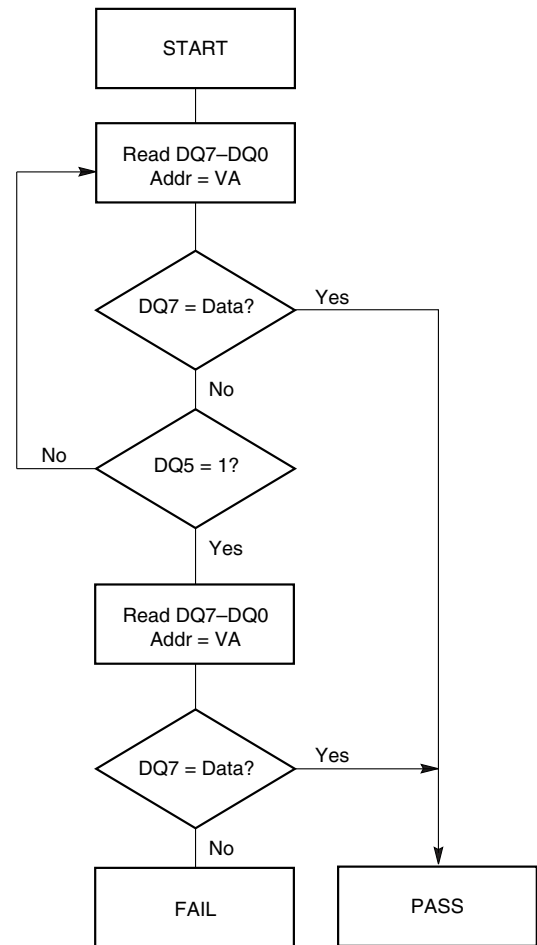 START
Read DQ7–DQ0
Addr = VA
DQ7 = Data?
Yes
No
DQ5 = 1?
No
Yes
Read DQ7–DQ0
Addr = VA
DQ7 = Data?
Yes
No
FAIL
PASS